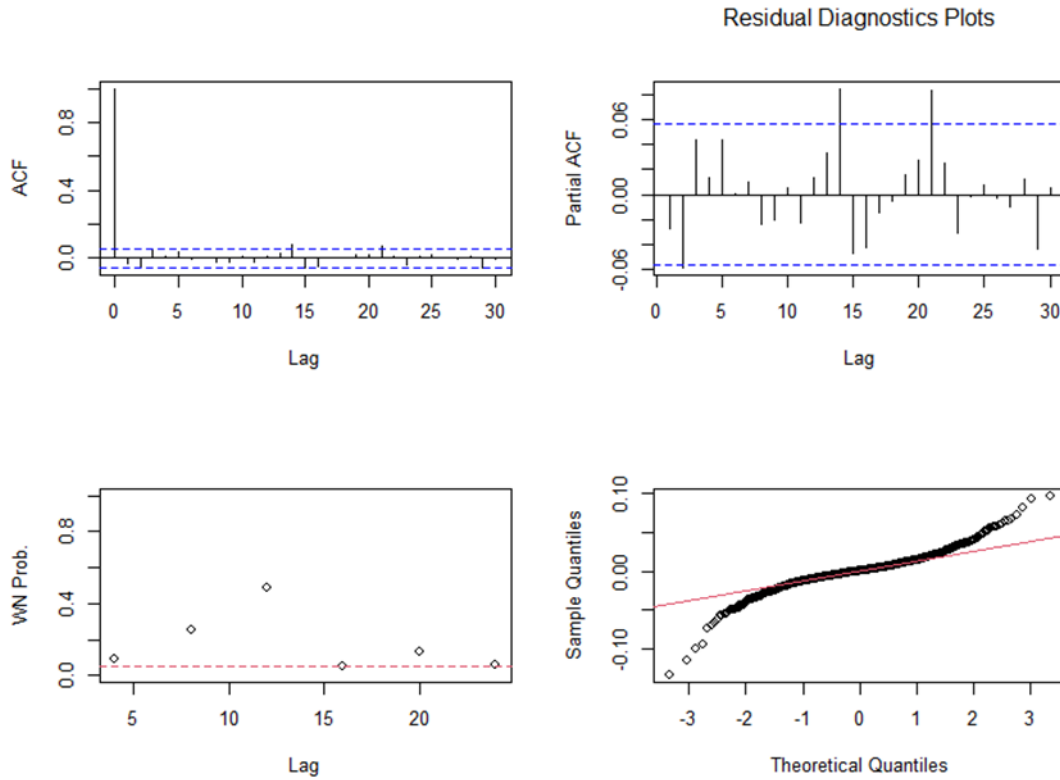 Residual Diagnostics Plots
ACF
0.0 0.4 0.8
0 5 10 15 20 25 30
Lag
Partial ACF
-0.06 0.00 0.06
0 5 10 15 20 25 30
Lag
WN Prob.
0.0 0.4 0.8
5 10 15 20
Lag
Sample Quantiles
-0.10 0.00 0.10
-3 -2 -1 0 1 2 3
Theoretical Quantiles